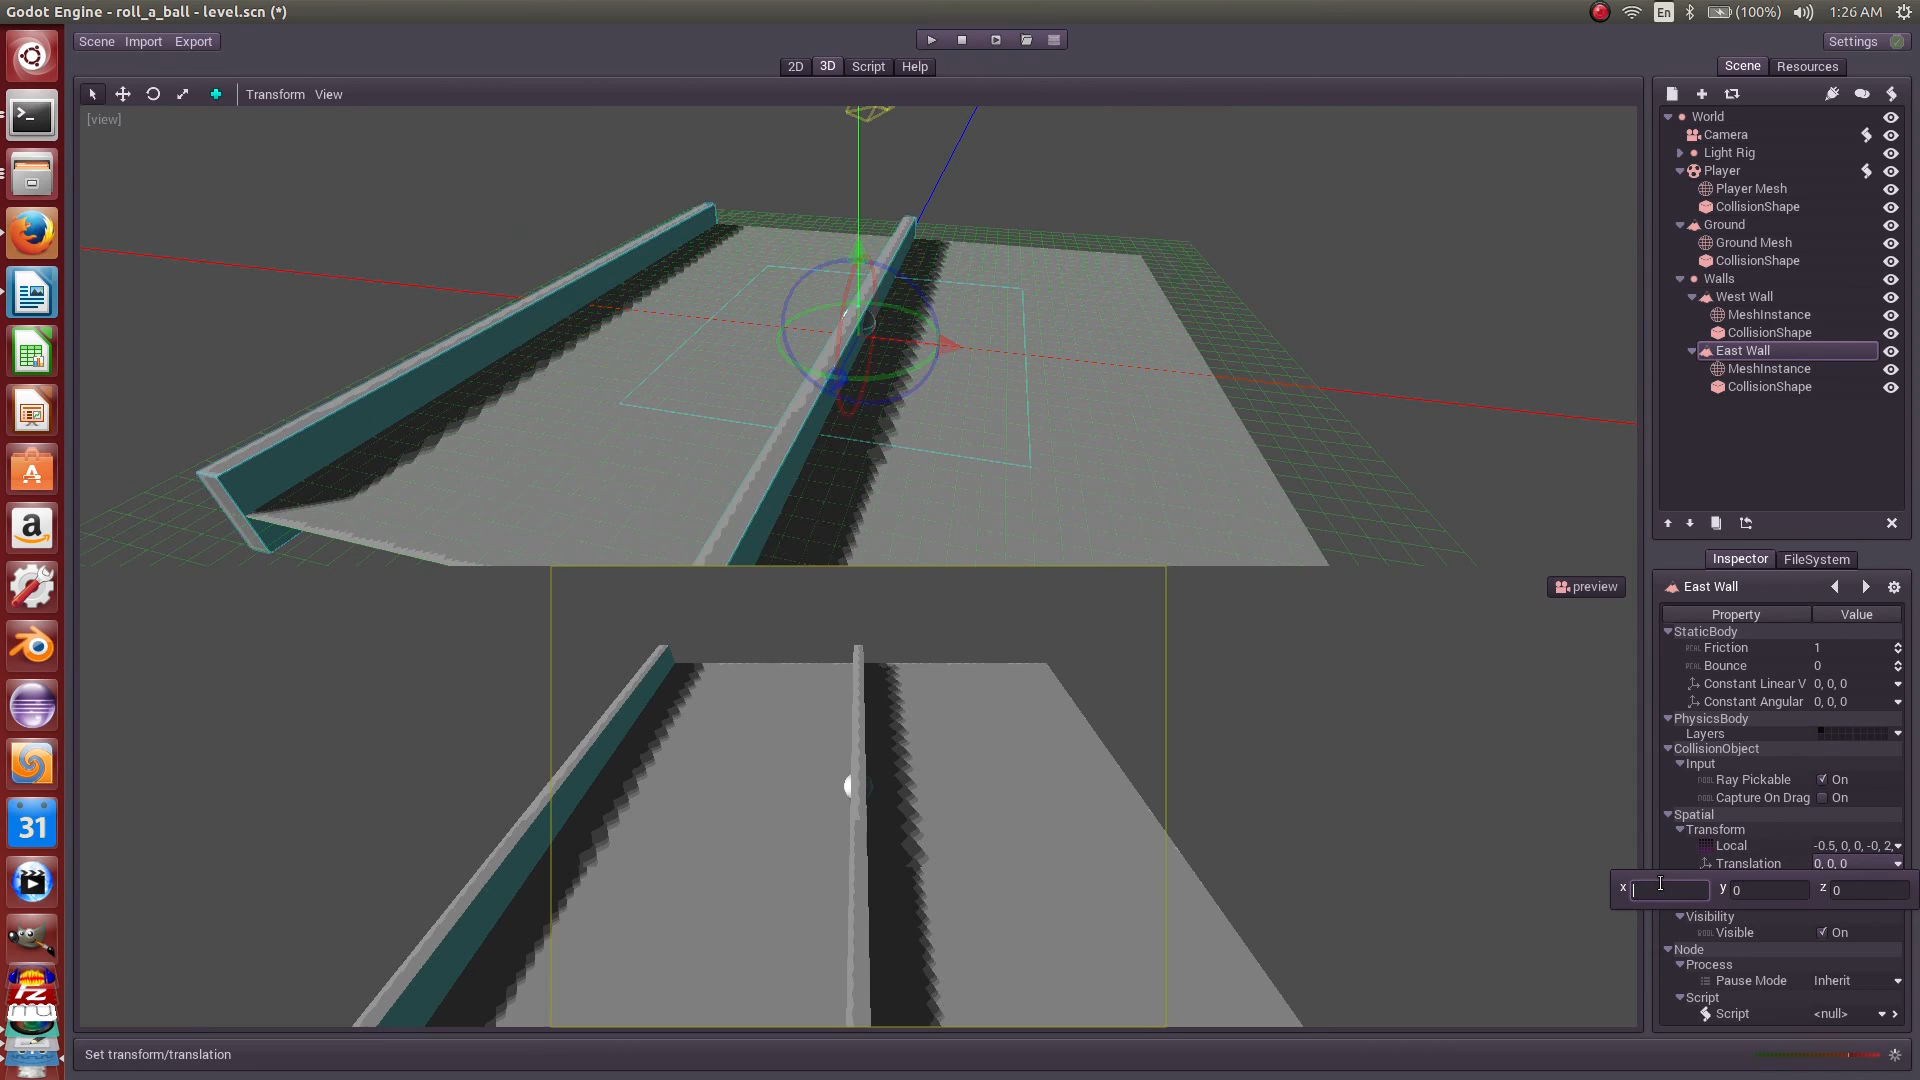 Godot Engine - roll_a_ball - level.scn (*)
En
(100%)
1:26 AM
Scene Import Export
Settings
2D 3D Script Help
Scene Resources
Transform View
[view]
World
Camera
Light Rig
Player
Player Mesh
CollisionShape
Ground
Ground Mesh
CollisionShape
Walls
West Wall
MeshInstance
CollisionShape
East Wall
MeshInstance
CollisionShape
Inspector FileSystem
preview
East Wall
Property Value
StaticBody
Friction 1
Bounce 0
Constant Linear V 0, 0, 0
Constant Angular 0, 0, 0
PhysicsBody
Layers
CollisionObject
Input
Ray Pickable On
Capture On Drag On
Spatial
Transform
Local -0.5, 0, 0, -0, 2,
Translation 0, 0, 0
x y 0 z 0
Visibility
Visible On
Node
Process
Pause Mode Inherit
Script
Script <null>
Set transform/translation
a
31